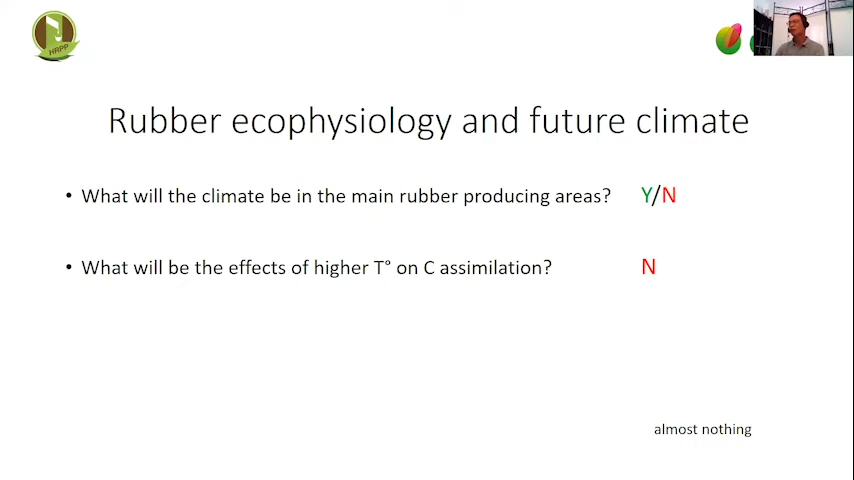 HRPP
Rubber ecophysiology and future climate
• What will the climate be in the main rubber producing areas? Y/N
• What will be the effects of higher T° on C assimilation? N
almost nothing